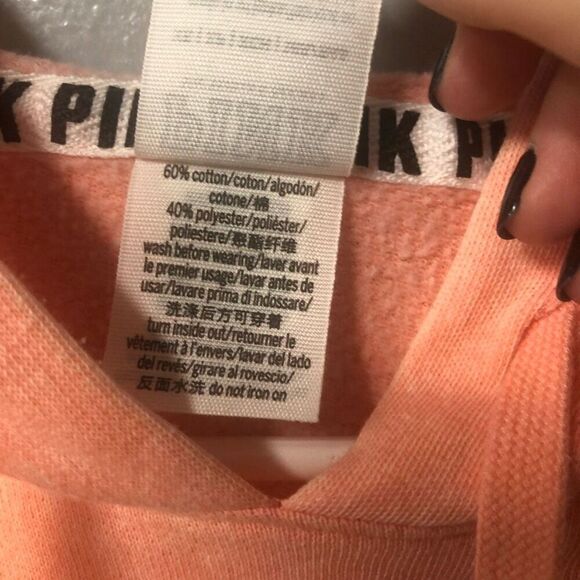 K PI
IK P
60% cotton/coton/algodón/
cotone/棉
40% polyester/poliéster/
poliestere/聚酯纤维
wash before wearing/laver avant
le premier usage/lavar antes de
usar/lavare prima di indossare/
洗涤后方可穿着
turn inside out/retourner le
vêtement à l'envers/lavar del lado
del revés/girare al rovescio/
反面水洗 do not iron on